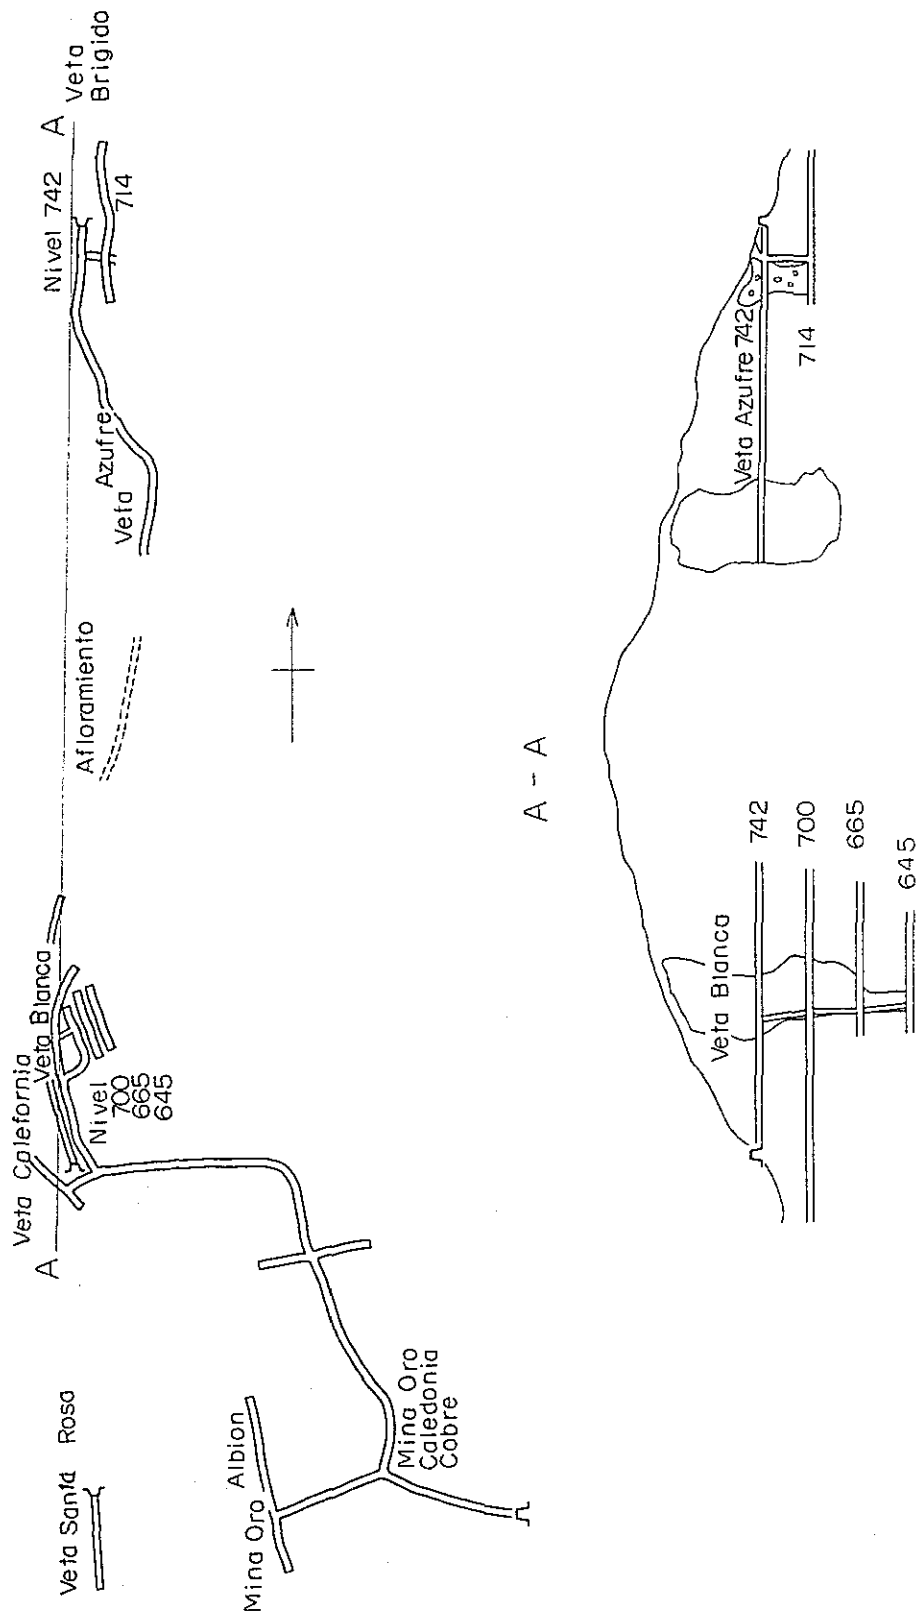 Veta Santa Rosa
Mina Oro Albion
Mina Oro
Caledonia
Cobre
A
Veta Calefornia
Veta Blanca
Nivel
700
665
645
Afloramiento
Veta Azufre
Nivel 742
A
Veta
Brigido
714
A - A
Veta Blanca
742
700
665
645
Veta Azufre 742
714